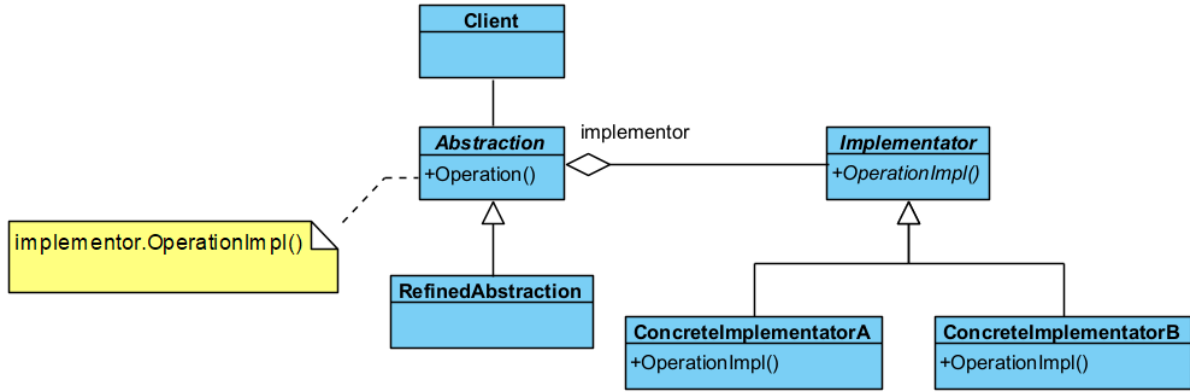 Client
Abstraction
+Operation()
implementor
Implementator
+OperationImpl()
implementor.OperationImpl()
RefinedAbstraction
ConcreteImplementatorA
+OperationImpl()
ConcreteImplementatorB
+OperationImpl()